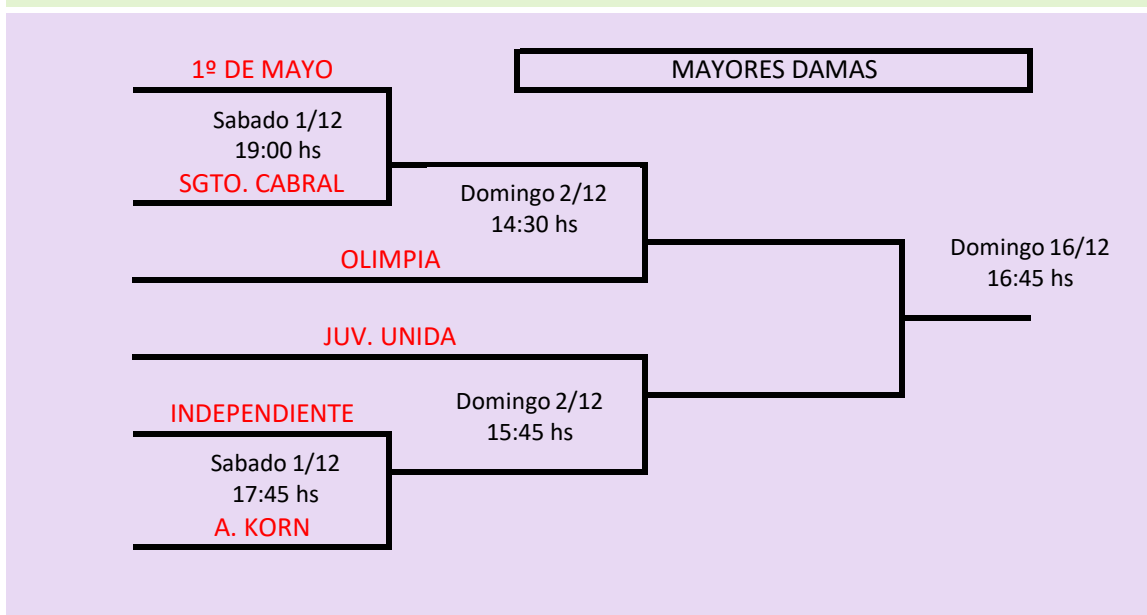 1º DE MAYO
MAYORES DAMAS
Sabado 1/12
19:00 hs
SGTO. CABRAL
Domingo 2/12
14:30 hs
OLIMPIA
Domingo 16/12
16:45 hs
JUV. UNIDA
INDEPENDIENTE
Domingo 2/12
15:45 hs
Sabado 1/12
17:45 hs
A. KORN